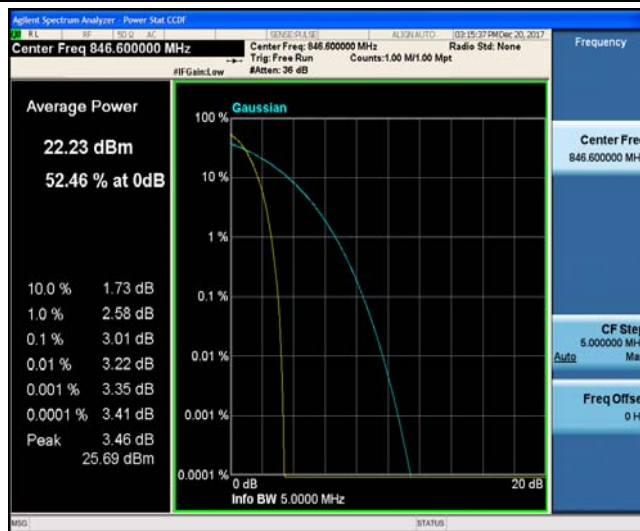 Agilent Spectrum Analyzer - Power Stat CCDF
RL RF 50 Ω AC SENSE:PULSE ALIGNAUTO 03:15:37 PM Dec 20, 2017
Center Freq 846.600000 MHz
Center Freq: 846.600000 MHz Radio Std: None
Trig: Free Run Counts:1.00 M/1.00 Mpt
#IFGain:Low #Atten: 36 dB
Frequency
Average Power
22.23 dBm
52.46 % at 0dB
10.0 % 1.73 dB
1.0 % 2.58 dB
0.1 % 3.01 dB
0.01 % 3.22 dB
0.001 % 3.35 dB
0.0001 % 3.41 dB
Peak 3.46 dB
25.69 dBm
Gaussian
100 %
10 %
1 %
0.1 %
0.01 %
0.001 %
0.0001 %
0 dB 20 dB
Info BW 5.0000 MHz
Center Fre
846.600000 MH
CF Step
5.000000 MH
Auto Ma
Freq Offse
0 H
MSG STATUS